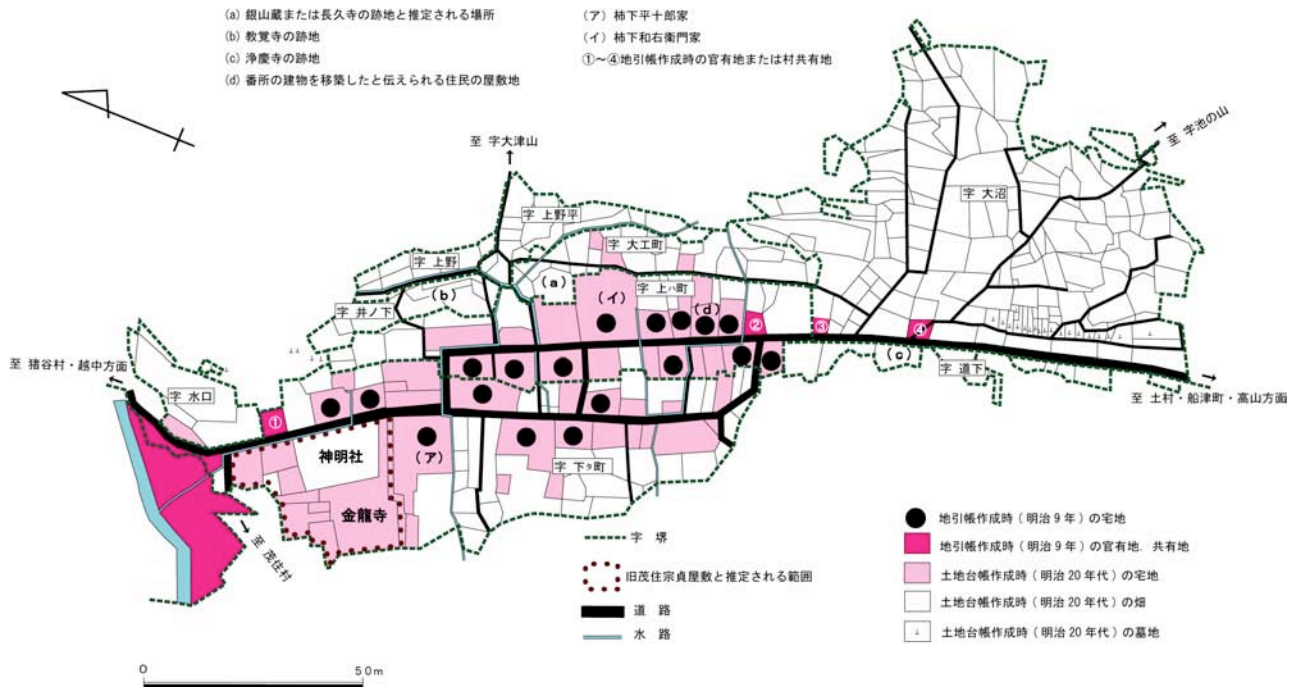 (a) 銀山蔵または長久寺の跡地と推定される場所
(b) 教覚寺の跡地
(c) 浄慶寺の跡地
(d) 番所の建物を移築したと伝えられる住民の屋敷地
(ア) 柿下平十郎家
(イ) 柿下和右衛門家
①～④地引帳作成時の官有地または村共有地
至 字大津山
至 字池の山
字 大沼
字 上野平
字 大工町
字 上野
(a)
(b)
(イ)
字 上ハ町
(d)
字 井ノ下
②
③
④
(c)
字 道下
至 猪谷村・越中方面
字 水口
至 土村・船津町・高山方面
①
神明社
(ア)
字 下タ町
金龍寺
至 茂住村
字 堺
旧茂住宗貞屋敷と推定される範囲
道 路
水 路
地引帳作成時(明治9年)の宅地
地引帳作成時(明治9年)の官有地．共有地
土地台帳作成時(明治20年代)の宅地
土地台帳作成時(明治20年代)の畑
土地台帳作成時(明治20年代)の墓地
0
50m